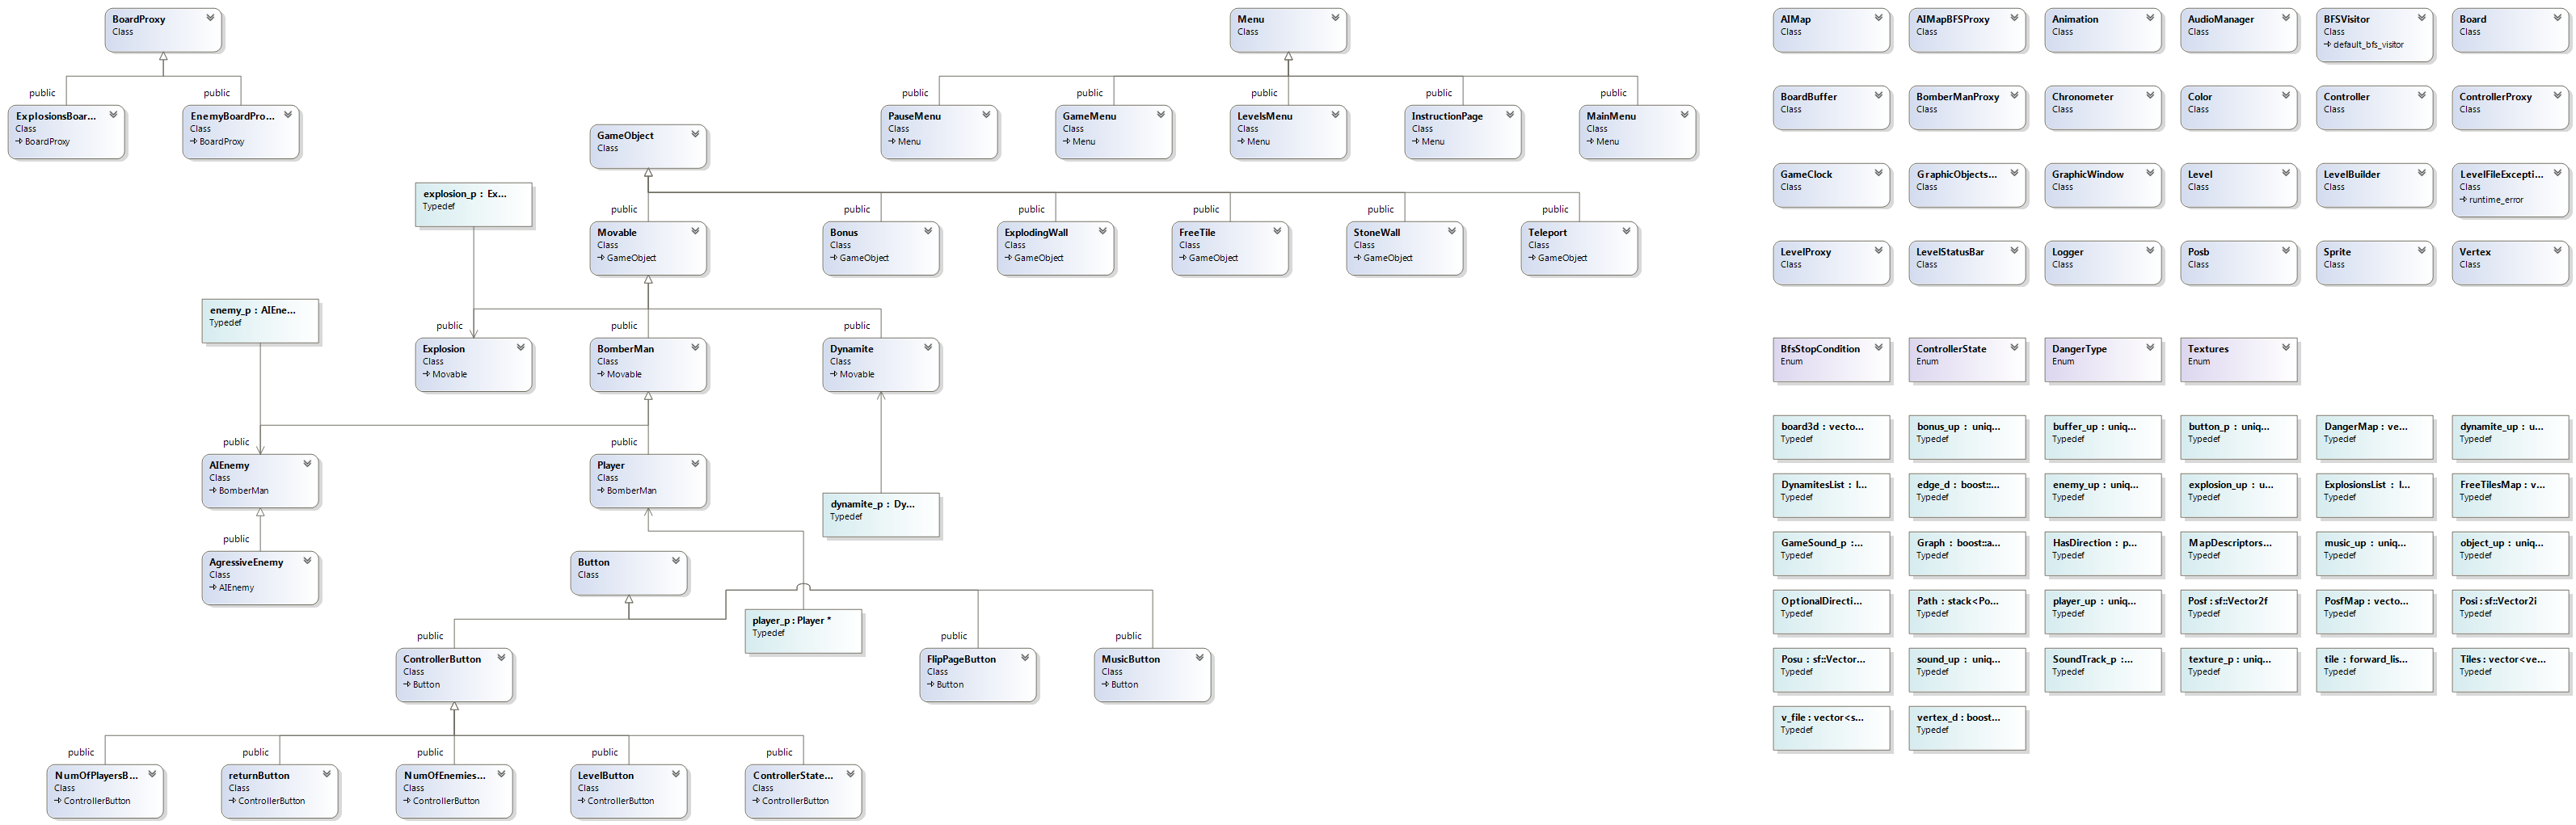 BoardProxy
Class
public
public
ExplosionsBoar...
Class
BoardProxy
EnemyBoardPro...
Class
BoardProxy
Menu
Class
public
public
public
public
public
PauseMenu
Class
Menu
GameMenu
Class
Menu
LevelsMenu
Class
Menu
InstructionPage
Class
Menu
MainMenu
Class
Menu
GameObject
Class
explosion_p : Ex...
Typedef
public
public
public
public
public
public
Movable
Class
GameObject
Bonus
Class
GameObject
ExplodingWall
Class
GameObject
FreeTile
Class
GameObject
StoneWall
Class
GameObject
Teleport
Class
GameObject
enemy_p : AIEne...
Typedef
public
public
public
Explosion
Class
Movable
BomberMan
Class
Movable
Dynamite
Class
Movable
public
public
AIEnemy
Class
BomberMan
Player
Class
BomberMan
dynamite_p : Dy...
Typedef
public
AgressiveEnemy
Class
AIEnemy
Button
Class
player_p : Player *
Typedef
public
public
public
ControllerButton
Class
Button
FlipPageButton
Class
Button
MusicButton
Class
Button
public
public
public
public
public
NumOfPlayersB...
Class
ControllerButton
returnButton
Class
ControllerButton
NumOfEnemies...
Class
ControllerButton
LevelButton
Class
ControllerButton
ControllerState...
Class
ControllerButton
AIMap
Class
AIMapBFSProxy
Class
Animation
Class
AudioManager
Class
BFSVisitor
Class
default_bfs_visitor
Board
Class
BoardBuffer
Class
BomberManProxy
Class
Chronometer
Class
Color
Class
Controller
Class
ControllerProxy
Class
GameClock
Class
GraphicObjects...
Class
GraphicWindow
Class
Level
Class
LevelBuilder
Class
LevelFileExcepti...
Class
runtime_error
LevelProxy
Class
LevelStatusBar
Class
Logger
Class
Posb
Class
Sprite
Class
Vertex
Class
BfsStopCondition
Enum
ControllerState
Enum
DangerType
Enum
Textures
Enum
board3d : vecto...
Typedef
bonus_up : uniq...
Typedef
buffer_up : uniq...
Typedef
button_p : uniq...
Typedef
DangerMap : ve...
Typedef
dynamite_up : u...
Typedef
DynamitesList : l...
Typedef
edge_d : boost::...
Typedef
enemy_up : uniq...
Typedef
explosion_up : u...
Typedef
ExplosionsList : l...
Typedef
FreeTilesMap : v...
Typedef
GameSound_p :...
Typedef
Graph : boost::a...
Typedef
HasDirection : p...
Typedef
MapDescriptors...
Typedef
music_up : uniq...
Typedef
object_up : uniq...
Typedef
OptionalDirecti...
Typedef
Path : stack<Po...
Typedef
player_up : uniq...
Typedef
Posf : sf::Vector2f
Typedef
PosfMap : vecto...
Typedef
Posi : sf::Vector2i
Typedef
Posu : sf::Vector...
Typedef
sound_up : uniq...
Typedef
SoundTrack_p :...
Typedef
texture_p : uniq...
Typedef
tile : forward_lis...
Typedef
Tiles : vector<ve...
Typedef
v_file : vector<s...
Typedef
vertex_d : boost...
Typedef